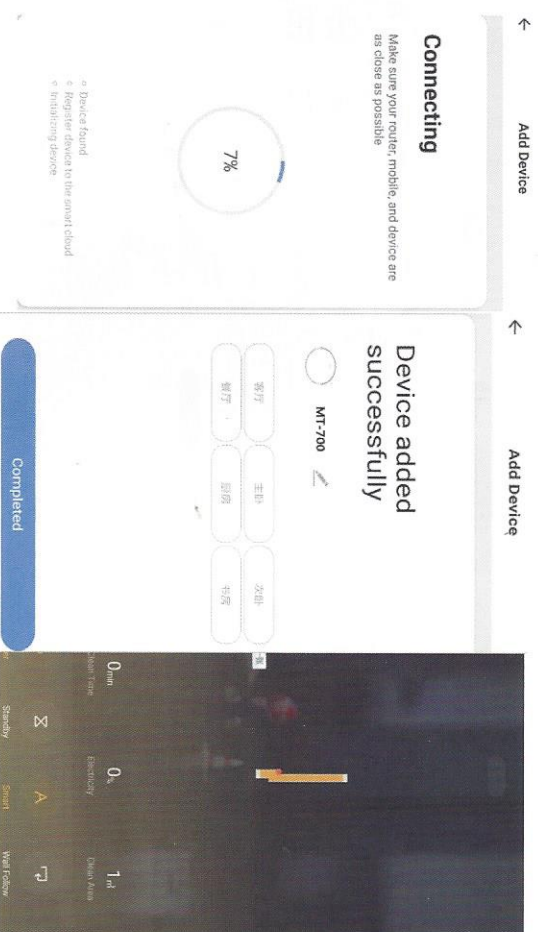 ← Add Device
Connecting
Make sure your router, mobile, and device are
as close as possible
7%
Device found
Register device to the smart cloud
Initializing device
← Add Device
Device added
successfully
MT-700
客厅 主卧 次卧
餐厅 厨房 书房
Completed
0min 0% 1㎡
Clean Time Electricity Clean Area
Standby Smart Wall Follow